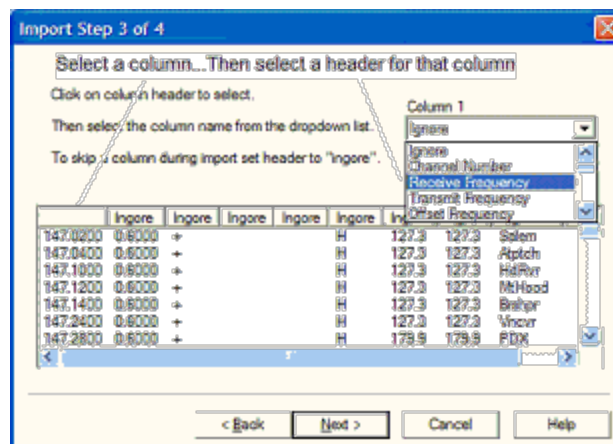 Import Step 3 of 4
Select a column...Then select a header for that column
Click on column header to select.
Column 1
Then select the column name from the dropdown list.
Ignore
To skip a column during import set header to "ingore".
Ignore
Channel Number
Receive Frequency
Transmit Frequency
Offset Frequency
Ingore Ingore Ingore Ingore Ingore
147.0200 0.6000 + H 127.3 127.3 Salem
147.0400 0.6000 + H 127.3 127.3 Atptch
147.1000 0.6000 + H 127.3 127.3 HdRvr
147.1200 0.6000 + H 127.3 127.3 MtHood
147.1400 0.6000 + H 127.3 127.3
147.2400 0.6000 + H 127.3 127.3 Vncvr
147.2800 0.6000 + H 179.9 179.9 PDX
< Back Next > Cancel Help